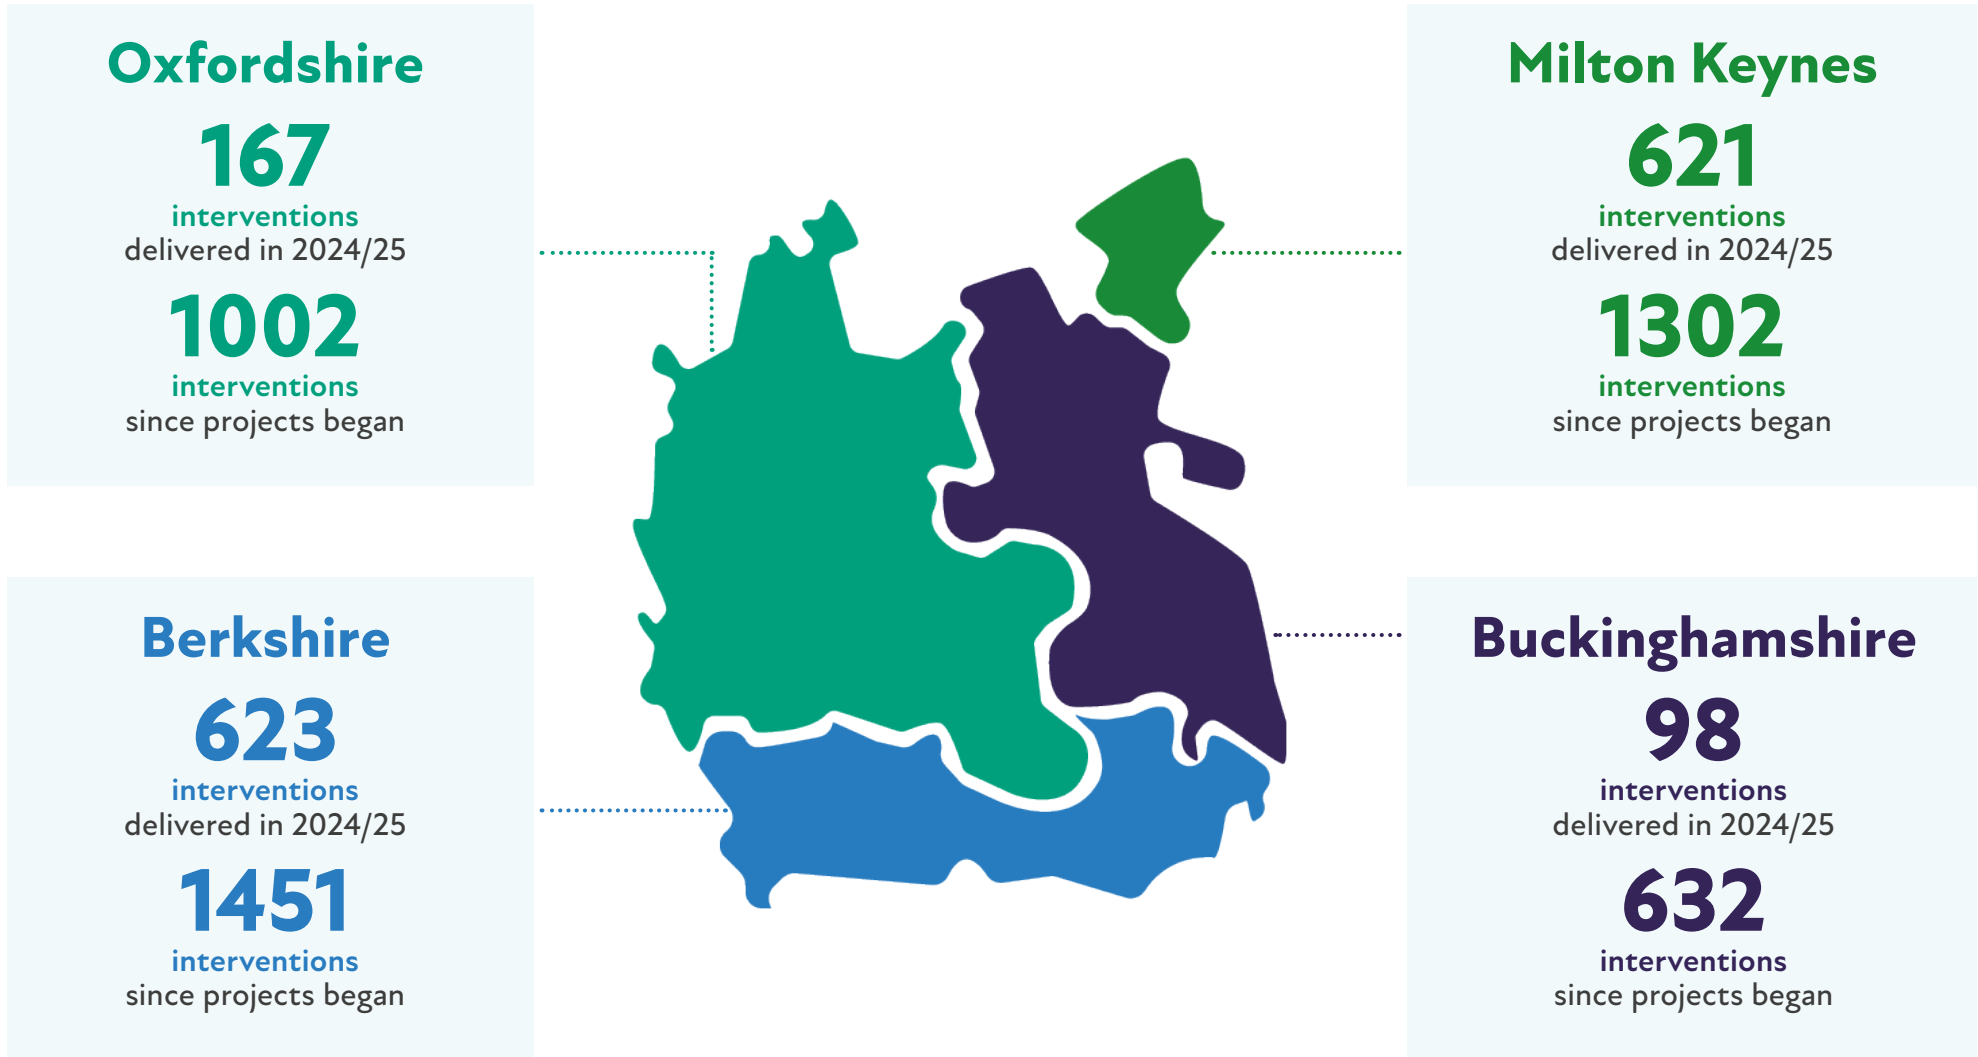 Oxfordshire
167
interventions
delivered in 2024/25
1002
interventions
since projects began
Milton Keynes
621
interventions
delivered in 2024/25
1302
interventions
since projects began
Berkshire
623
interventions
delivered in 2024/25
1451
interventions
since projects began
Buckinghamshire
98
interventions
delivered in 2024/25
632
interventions
since projects began